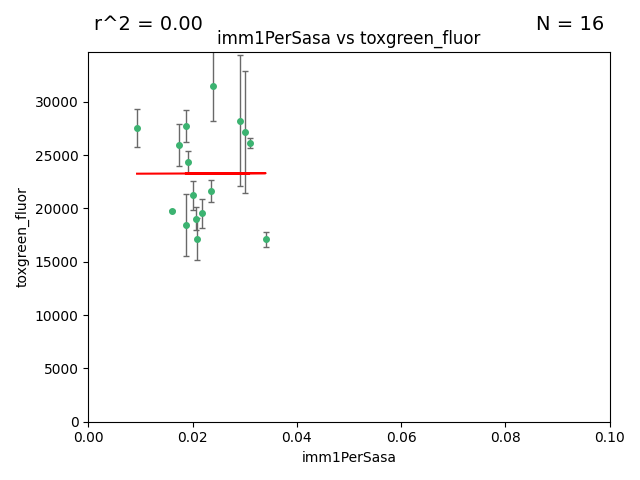 r^2 = 0.00
N = 16
imm1PerSasa vs toxgreen_fluor
30000
25000
20000
15000
10000
5000
0
toxgreen_fluor
0.00 0.02 0.04 0.06 0.08 0.10
imm1PerSasa